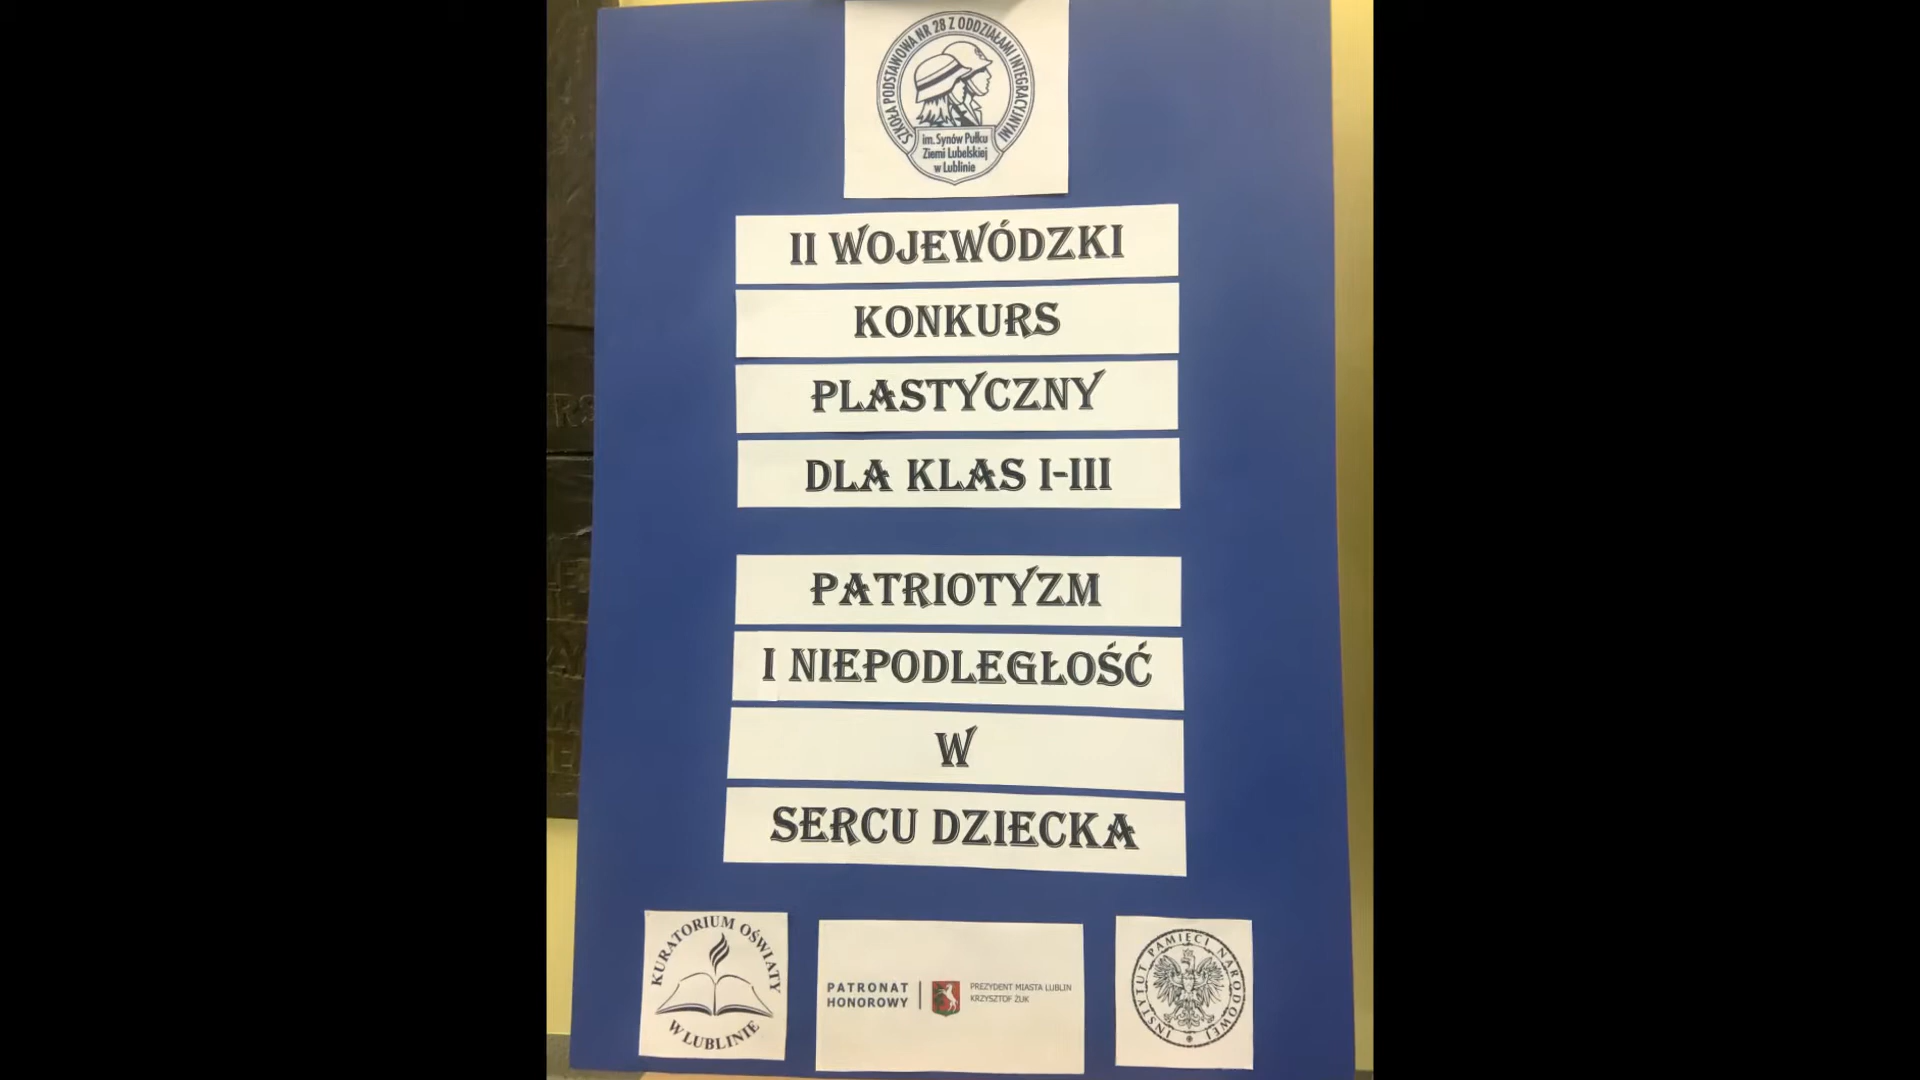 SZKOŁA PODSTAWOWA NR 28 Z ODDZIAŁAMI INTEGRACYJNYMI
im. Synów Pułku
Ziemi Lubelskiej
w Lublinie
II WOJEWÓDZKI
KONKURS
PLASTYCZNY
DLA KLAS I-III
PATRIOTYZM
I NIEPODLEGŁOŚĆ
W
SERCU DZIECKA
KURATORIUM OŚWIATY
W LUBLINIE
PATRONAT
HONOROWY
PREZYDENT MIASTA LUBLIN
KRZYSZTOF ŻUK
INSTYTUT PAMIĘCI NARODOWEJ